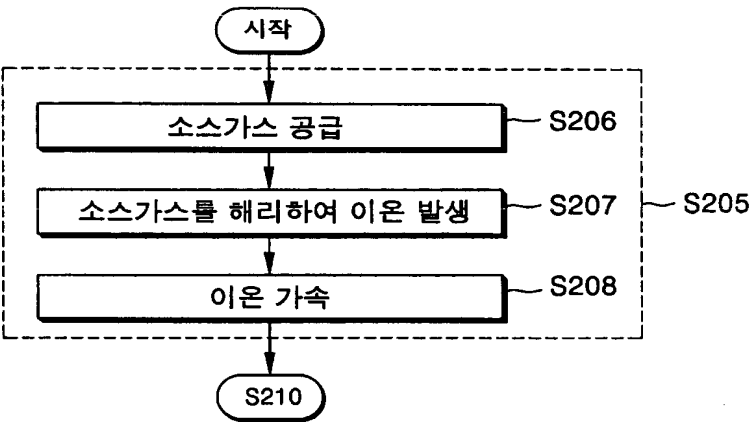 시작
소스가스 공급
S206
소스가스를 해리하여 이온 발생
S207
S205
이온 가속
S208
S210